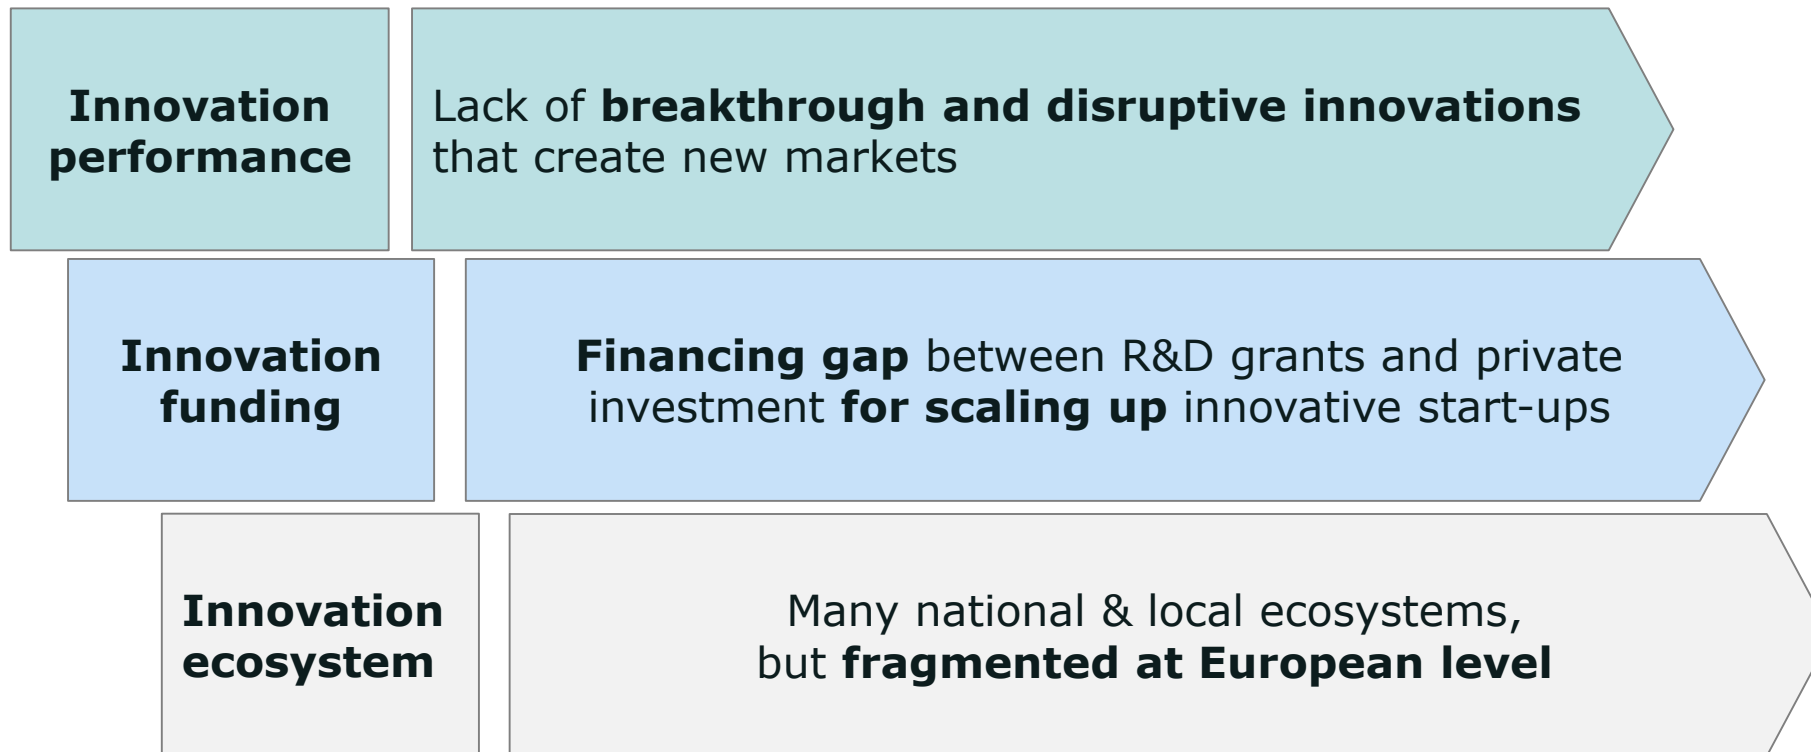 Innovation
performance
Lack of breakthrough and disruptive innovations
that create new markets
Innovation
funding
Financing gap between R&D grants and private
investment for scaling up innovative start-ups
Innovation
ecosystem
Many national & local ecosystems,
but fragmented at European level